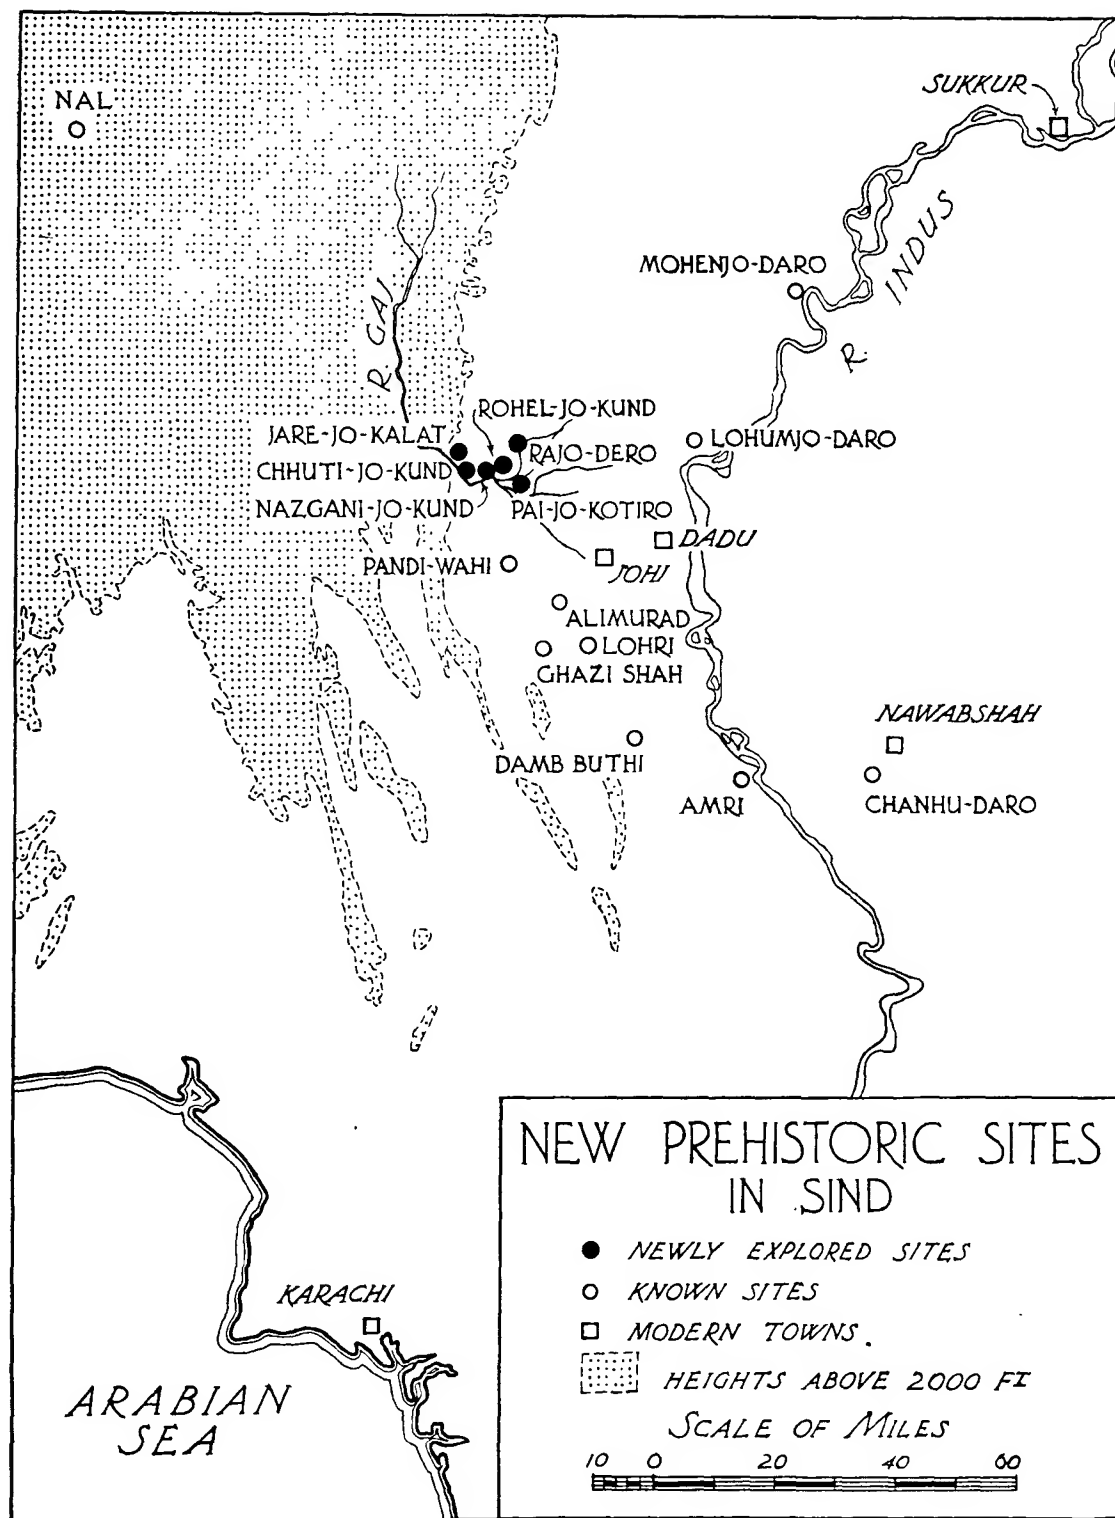 NAL
SUKKUR
INDUS
R
MOHENJO-DARO
R GAJ
ROHEL-JO-KUND
JARE-JO-KALAT
LOHUMJO-DARO
RAJO-DERO
CHHUTI-JO-KUND
NAZGANI-JO-KUND
PAI-JO-KOTIRO
DADU
PANDI-WAHI
JOHI
ALIMURAD
LOHRI
GHAZI SHAH
NAWABSHAH
DAMB BUTHI
AMRI
CHANHU-DARO
NEW PREHISTORIC SITES
IN SIND
NEWLY EXPLORED SITES
KNOWN SITES
MODERN TOWNS.
HEIGHTS ABOVE 2000 FT
SCALE OF MILES
10 0 20 40 60
KARACHI
ARABIAN
SEA